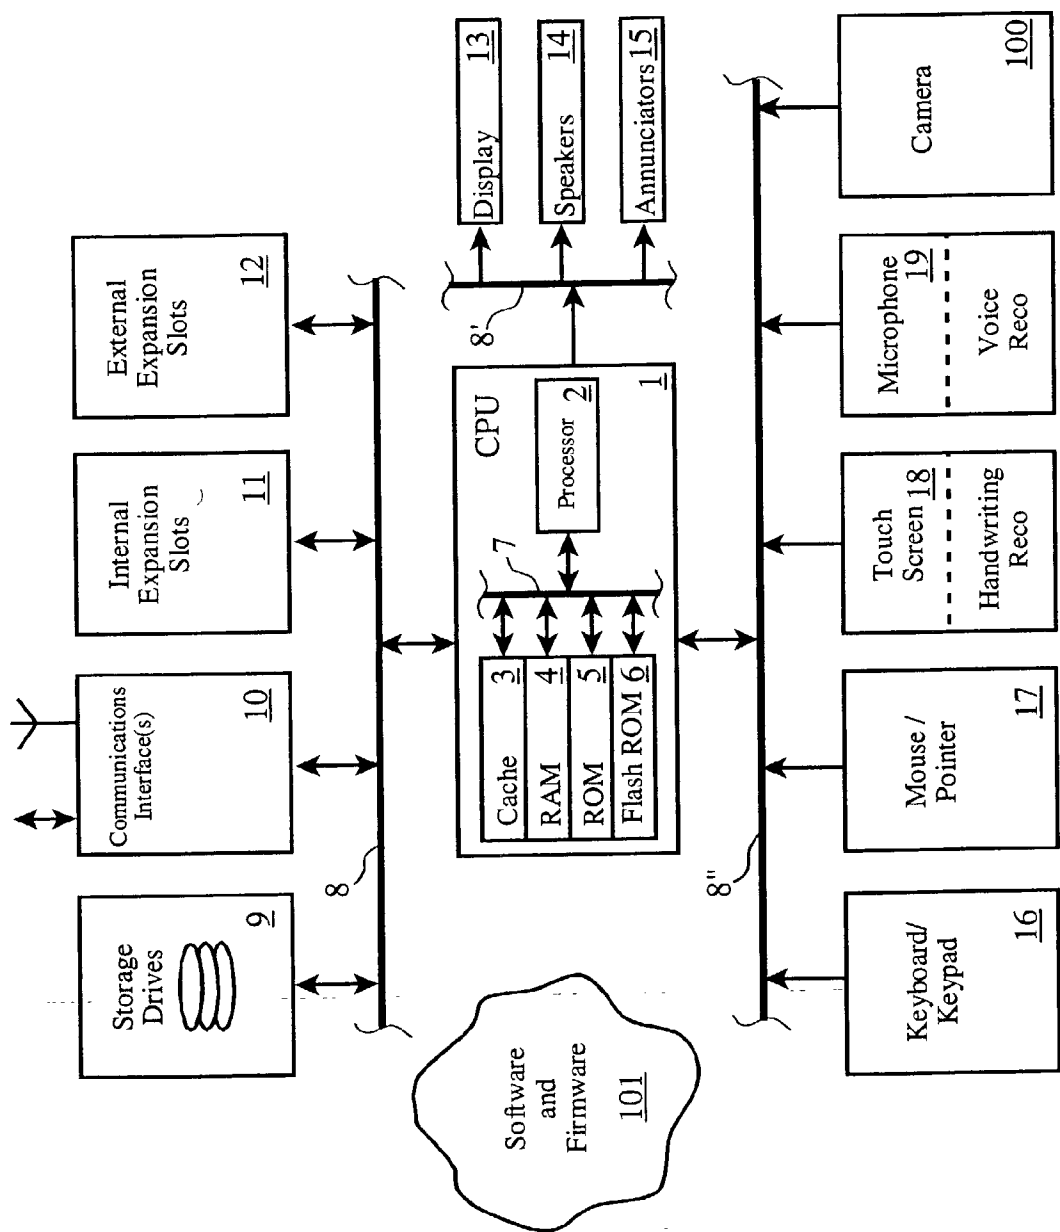 Storage
Drives
9
Communications
Interface(s)
10
Internal
Expansion
Slots
11
External
Expansion
Slots
12
8
Software
and
Firmware
101
CPU
1
Cache 3
RAM 4
ROM 5
Flash ROM 6
7
Processor 2
8'
Display 13
Speakers 14
Annunciators 15
8"
Keyboard/
Keypad
16
Mouse /
Pointer
17
Touch
Screen 18
Handwriting
Reco
Microphone
19
Voice
Reco
Camera
100